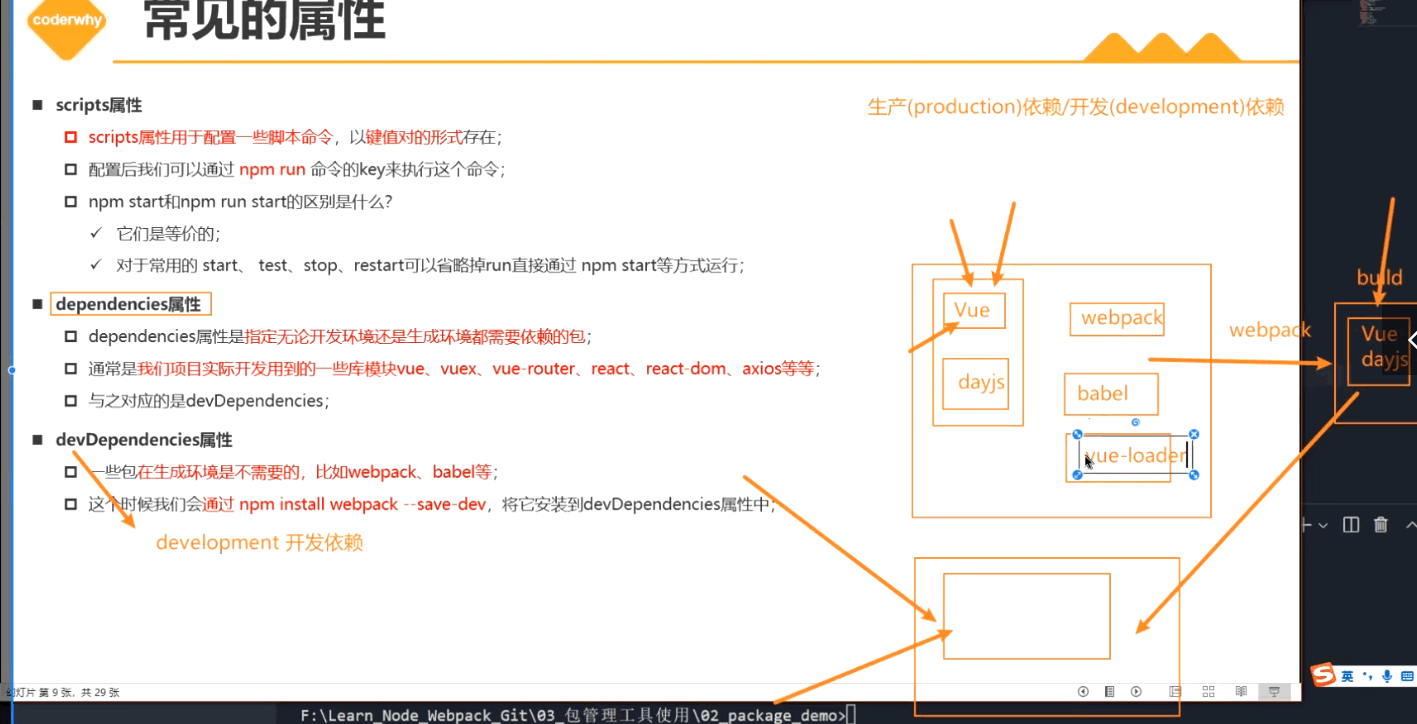 coderwhy
常见的属性
生产(production)依赖/开发(development)依赖
scripts属性
scripts属性用于配置一些脚本命令，以键值对的形式存在；
配置后我们可以通过 npm run 命令的key来执行这个命令；
npm start和npm run start的区别是什么？
它们是等价的；
对于常用的 start、 test、stop、restart可以省略掉run直接通过 npm start等方式运行；
dependencies属性
dependencies属性是指定无论开发环境还是生成环境都需要依赖的包；
通常是我们项目实际开发用到的一些库模块vue、vuex、vue-router、react、react-dom、axios等等；
与之对应的是devDependencies；
devDependencies属性
一些包在生成环境是不需要的，比如webpack、babel等；
这个时候我们会通过 npm install webpack --save-dev，将它安装到devDependencies属性中；
development 开发依赖
Vue
webpack
dayjs
babel
vue-loader
webpack
build
Vue
dayjs
幻灯片 第 9 张，共 29 张
英
F:\Learn_Node_Webpack_Git\03_包管理工具使用\02_package_demo>